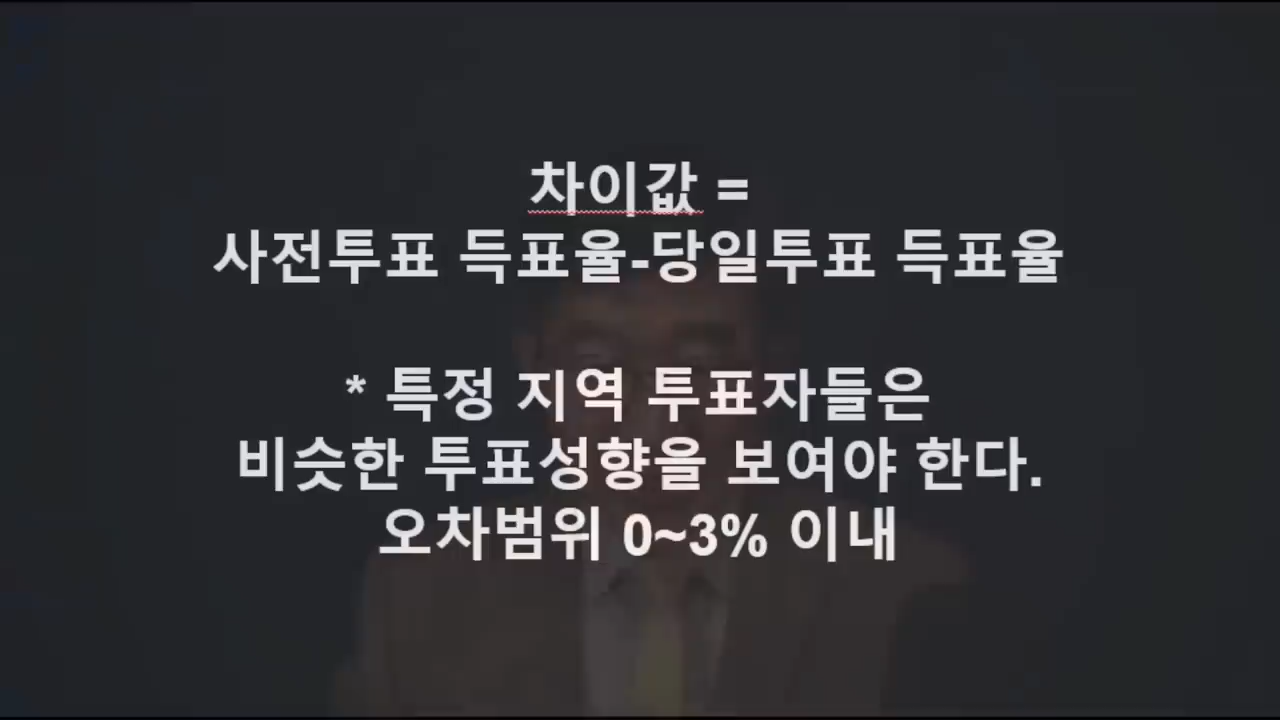 차이값 =
사전투표 득표율-당일투표 득표율
* 특정 지역 투표자들은
비슷한 투표성향을 보여야 한다.
오차범위 0~3% 이내